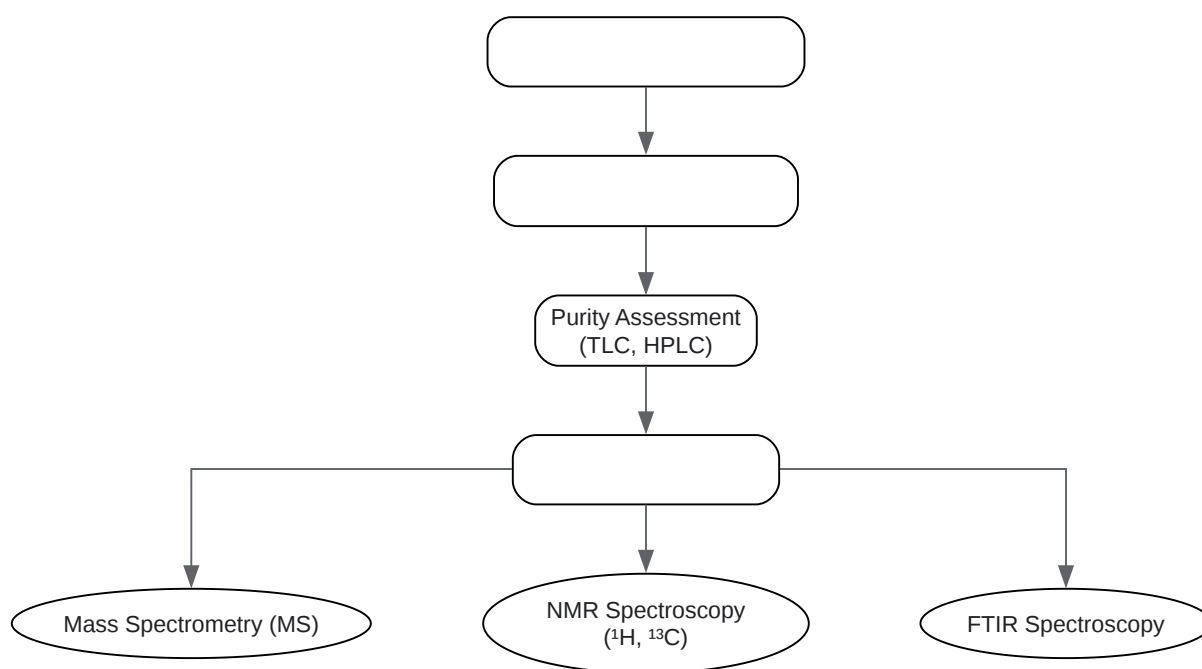 Purity Assessment
(TLC, HPLC)
Mass Spectrometry (MS)
NMR Spectroscopy
(¹H, ¹³C)
FTIR Spectroscopy